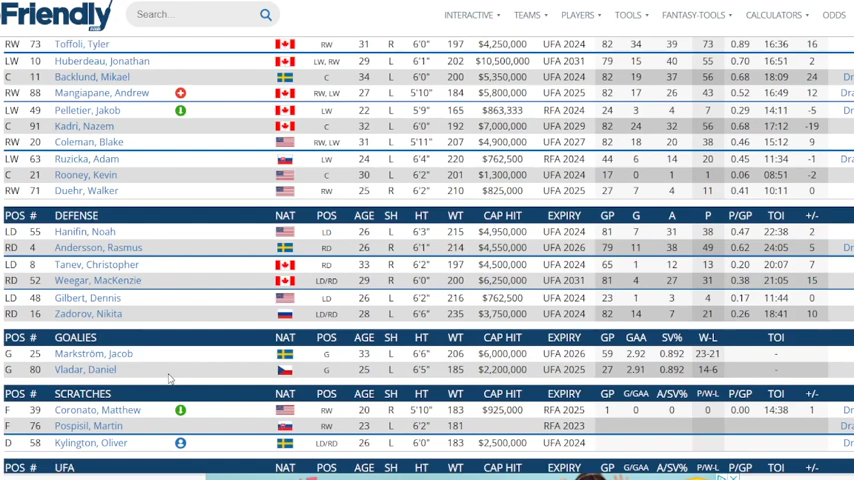 Friendly
Search...
INTERACTIVE TEAMS PLAYERS TOOLS FANTASY-TOOLS CALCULATORS ODDS
RW 73 Toffoli, Tyler RW 31 R 6'0" 197 $4,250,000 UFA 2024 82 34 39 73 0.89 16:36 16
LW 10 Huberdeau, Jonathan LW, RW 29 L 6'1" 202 $10,500,000 UFA 2031 79 15 40 55 0.70 16:51 2
C 11 Backlund, Mikael C 34 L 6'0" 200 $5,350,000 UFA 2024 82 19 37 56 0.68 18:09 24 Dr
RW 88 Mangiapane, Andrew RW, LW 27 L 5'10" 184 $5,800,000 UFA 2025 82 17 26 43 0.52 16:49 12 Dra
LW 49 Pelletier, Jakob LW 22 L 5'9" 165 $863,333 RFA 2024 24 3 4 7 0.29 14:11 -5 Dr
C 91 Kadri, Nazem C 32 L 6'0" 192 $7,000,000 UFA 2029 82 24 32 56 0.68 17:12 -19
RW 20 Coleman, Blake RW, LW 31 L 5'11" 207 $4,900,000 UFA 2027 82 18 20 38 0.46 15:12 9
LW 63 Ruzicka, Adam LW 24 L 6'4" 220 $762,500 RFA 2024 44 6 14 20 0.45 11:34 -1 Dra
C 21 Rooney, Kevin C 30 L 6'2" 201 $1,300,000 UFA 2024 17 0 1 1 0.06 08:51 -2
RW 71 Duehr, Walker RW 25 R 6'2" 210 $825,000 RFA 2025 27 7 4 11 0.41 10:11 0
POS # DEFENSE NAT POS AGE SH HT WT CAP HIT EXPIRY GP G A P P/GP TOI +/-
LD 55 Hanifin, Noah LD 26 L 6'3" 215 $4,950,000 UFA 2024 81 7 31 38 0.47 22:38 2
RD 4 Andersson, Rasmus RD 26 R 6'1" 214 $4,550,000 UFA 2026 79 11 38 49 0.62 24:05 5 Dr
LD 8 Tanev, Christopher RD 33 R 6'2" 197 $4,500,000 UFA 2024 65 1 12 13 0.20 20:07 7
RD 52 Weegar, MacKenzie LD/RD 29 R 6'0" 200 $6,250,000 UFA 2031 81 4 27 31 0.38 21:05 15
LD 48 Gilbert, Dennis LD 26 L 6'2" 216 $762,500 UFA 2024 23 1 3 4 0.17 11:44 0
RD 16 Zadorov, Nikita LD/RD 28 L 6'6" 235 $3,750,000 UFA 2024 82 14 7 21 0.26 18:41 10
POS # GOALIES NAT POS AGE SH HT WT CAP HIT EXPIRY GP GAA SV% W-L TOI
G 25 Markström, Jacob G 33 L 6'6" 206 $6,000,000 UFA 2026 59 2.92 0.892 23-21 -
G 80 Vladar, Daniel G 25 L 6'5" 185 $2,200,000 UFA 2025 27 2.91 0.892 14-6 -
POS # SCRATCHES NAT POS AGE SH HT WT CAP HIT EXPIRY GP G/GAA A/SV% P/W-L P/GP TOI +/-
F 39 Coronato, Matthew RW 20 R 5'10" 183 $925,000 RFA 2025 1 0 0 0 0.00 14:38 1 Dr
F 76 Pospisil, Martin RW 23 L 6'2" 181 RFA 2023 Dr
D 58 Kylington, Oliver LD/RD 26 L 6'0" 183 $2,500,000 UFA 2024 Dr
POS # UFA NAT POS AGE SH HT WT CAP HIT EXPIRY GP G/GAA A/SV% P/W-L P/GP TOI +/-